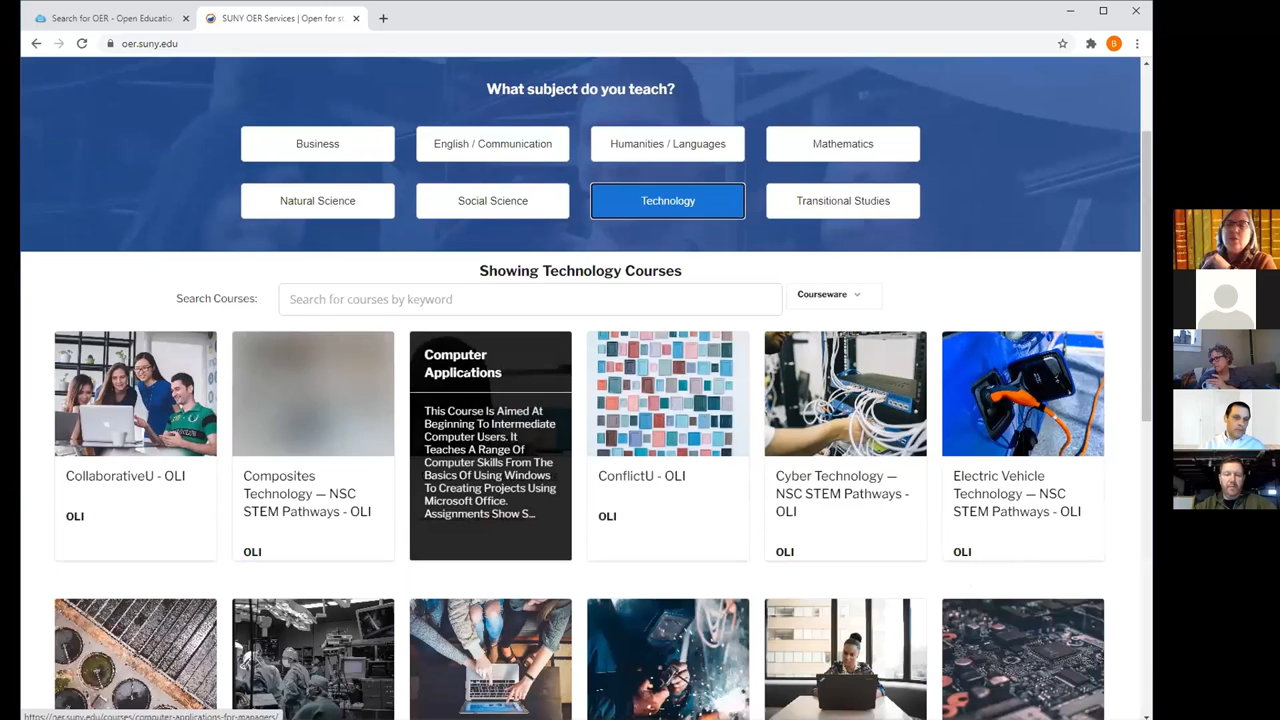 Search for OER - Open Educatio
SUNY OER Services | Open for st
oer.suny.edu
B
What subject do you teach?
Business
English / Communication
Humanities / Languages
Mathematics
Natural Science
Social Science
Technology
Transitional Studies
Showing Technology Courses
Search Courses:
Search for courses by keyword
Courseware
CollaborativeU - OLI
OLI
Composites
Technology — NSC
STEM Pathways - OLI
OLI
Computer
Applications
This Course Is Aimed At
Beginning To Intermediate
Computer Users. It
Teaches A Range Of
Computer Skills From The
Basics Of Using Windows
To Creating Projects Using
Microsoft Office.
Assignments Show S...
ConflictU - OLI
OLI
Cyber Technology —
NSC STEM Pathways -
OLI
OLI
Electric Vehicle
Technology — NSC
STEM Pathways - OLI
OLI
https://oer.suny.edu/courses/computer-applications-for-managers/